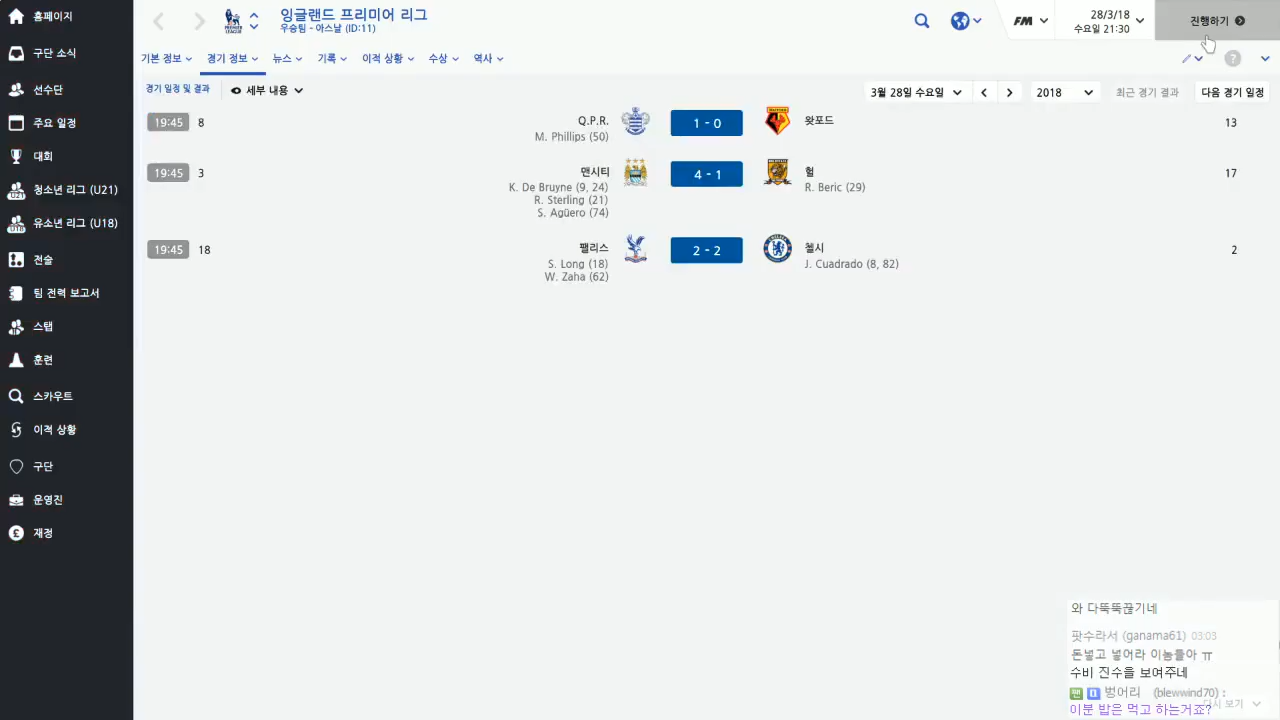 홈페이지
구단 소식
선수단
주요 일정
대회
청소년 리그 (U21)
유소년 리그 (U18)
전술
팀 전력 보고서
스탭
훈련
스카우트
이적 상황
구단
운영진
재정
잉글랜드 프리미어 리그
우승팀 - 아스날 (ID:11)
FM
28/3/18
수요일 21:30
진행하기
기본 정보 경기 정보 뉴스 기록 이적 상황 수상 역사
경기 일정 및 결과 세부 내용 3월 28일 수요일 2018 최근 경기 결과 다음 경기 일정
19:45 8 Q.P.R. 1 - 0 왓포드 13
M. Phillips (50)
19:45 3 맨시티 4 - 1 헐 17
K. De Bruyne (9, 24) R. Beric (29)
R. Sterling (21)
S. Agüero (74)
19:45 18 팰리스 2 - 2 첼시 2
S. Long (18) J. Cuadrado (8, 82)
W. Zaha (62)
와 다뚝뚝끊기네
팟수라서 (ganama61) 03:03
돈넣고 넣어라 이놈들아 ㅠ
수비 진수을 보여주네
벙어리 (blewwind70) :
이분 밥은 먹고 하는거죠?
다시 보기